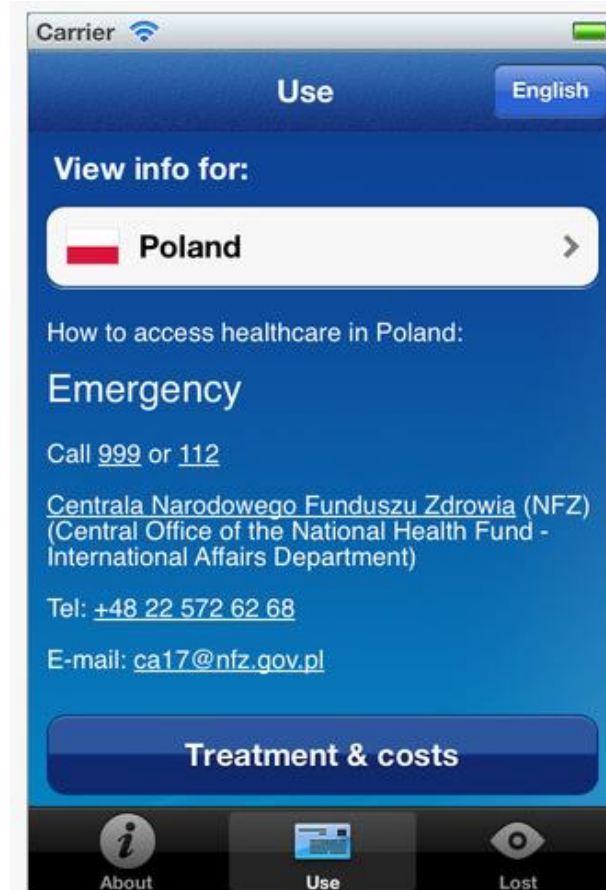 Carrier
Use
English
View info for:
Poland
How to access healthcare in Poland:
Emergency
Call 999 or 112
Centrala Narodowego Funduszu Zdrowia (NFZ)
(Central Office of the National Health Fund -
International Affairs Department)
Tel: +48 22 572 62 68
E-mail: ca17@nfz.gov.pl
Treatment & costs
About
Use
Lost